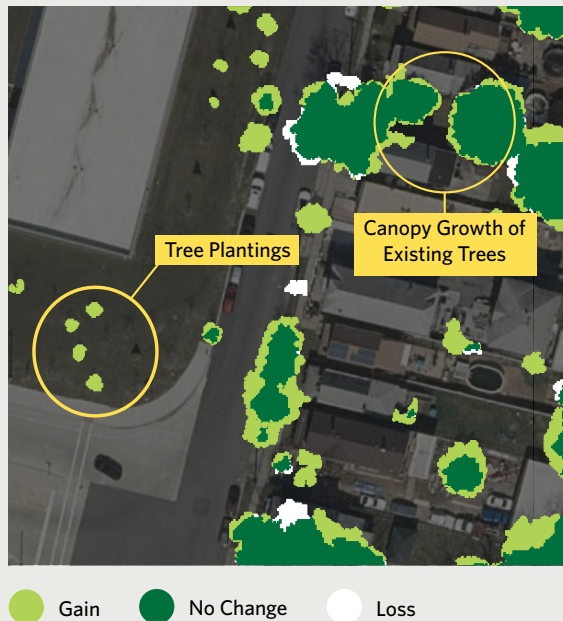 Tree Plantings
Canopy Growth of
Existing Trees
Gain
No Change
Loss